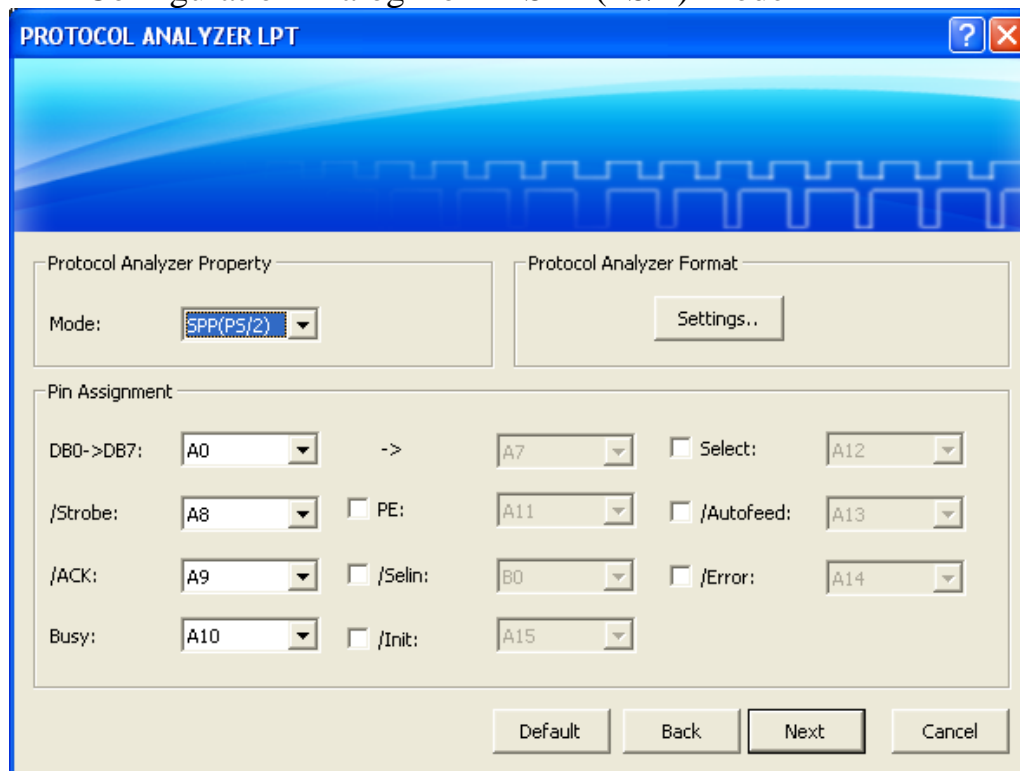 PROTOCOL ANALYZER LPT
Protocol Analyzer Property
Protocol Analyzer Format
Mode: SPP(PS/2)
Settings..
Pin Assignment
DB0->DB7: A0 -> A7 Select: A12
/Strobe: A8 PE: A11 /Autofeed: A13
/ACK: A9 /Selin: B0 /Error: A14
Busy: A10 /Init: A15
Default Back Next Cancel